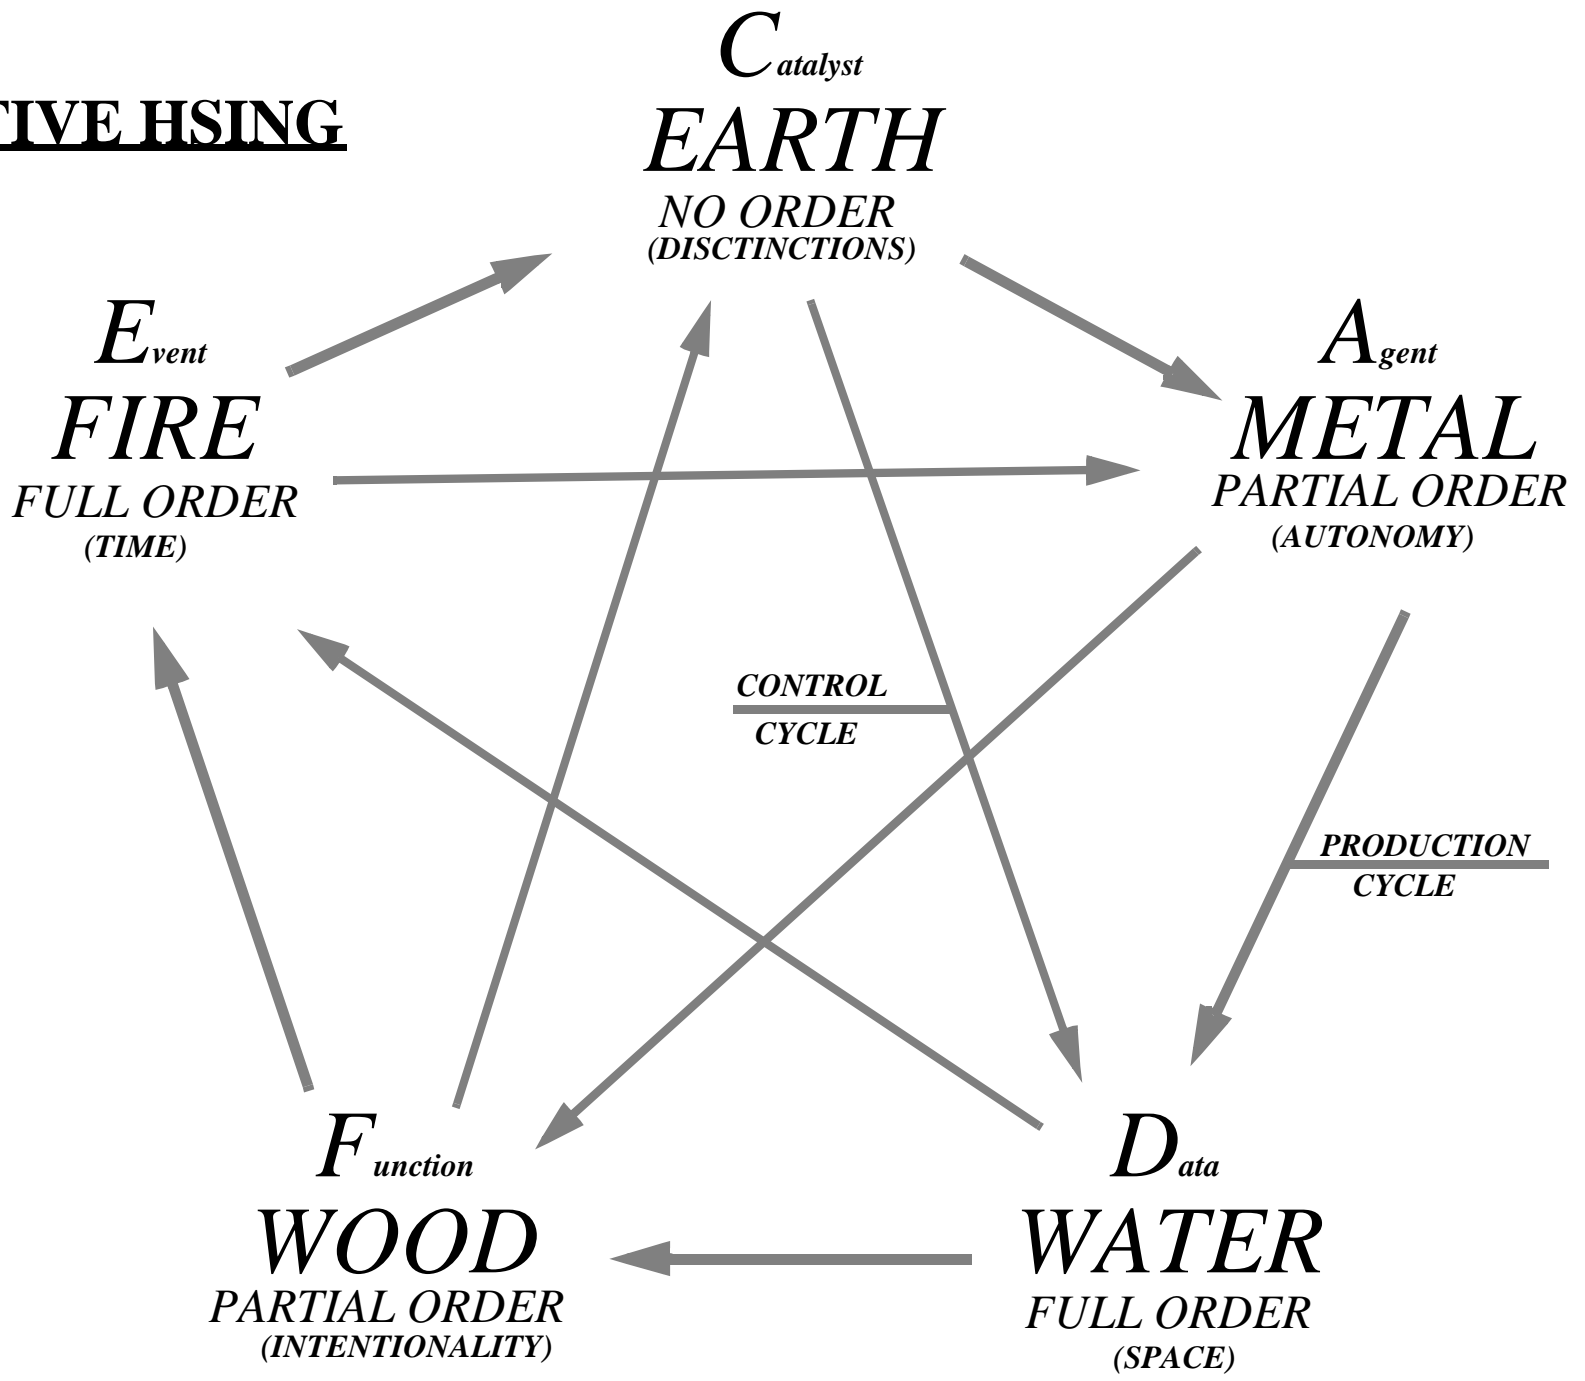 Catalyst
EARTH
NO ORDER
(DISCTINCTIONS)
TIVE HSING
Event
FIRE
FULL ORDER
(TIME)
Agent
METAL
PARTIAL ORDER
(AUTONOMY)
CONTROL
CYCLE
PRODUCTION
CYCLE
Function
WOOD
PARTIAL ORDER
(INTENTIONALITY)
Data
WATER
FULL ORDER
(SPACE)